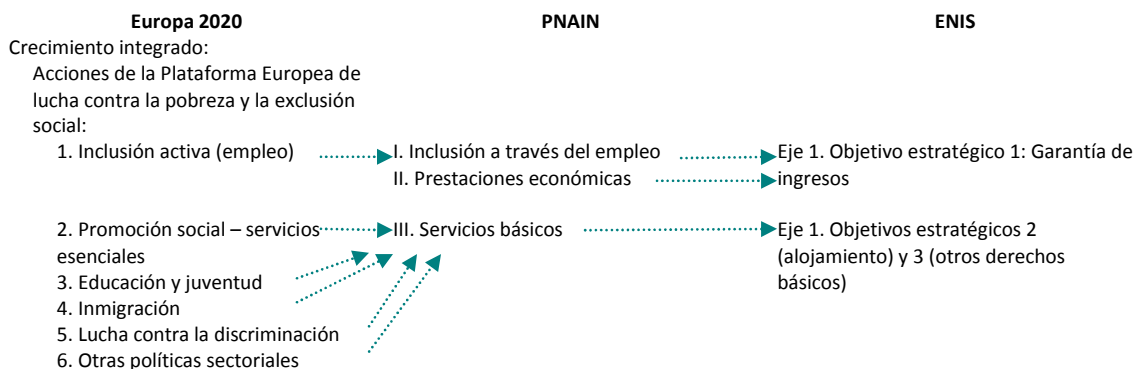 Europa 2020 PNAIN ENIS
Crecimiento integrado:
Acciones de la Plataforma Europea de
lucha contra la pobreza y la exclusión
social:
1. Inclusión activa (empleo) I. Inclusión a través del empleo Eje 1. Objetivo estratégico 1: Garantía de
II. Prestaciones económicas ingresos
2. Promoción social – servicios III. Servicios básicos Eje 1. Objetivos estratégicos 2
esenciales (alojamiento) y 3 (otros derechos
3. Educación y juventud básicos)
4. Inmigración
5. Lucha contra la discriminación
6. Otras políticas sectoriales